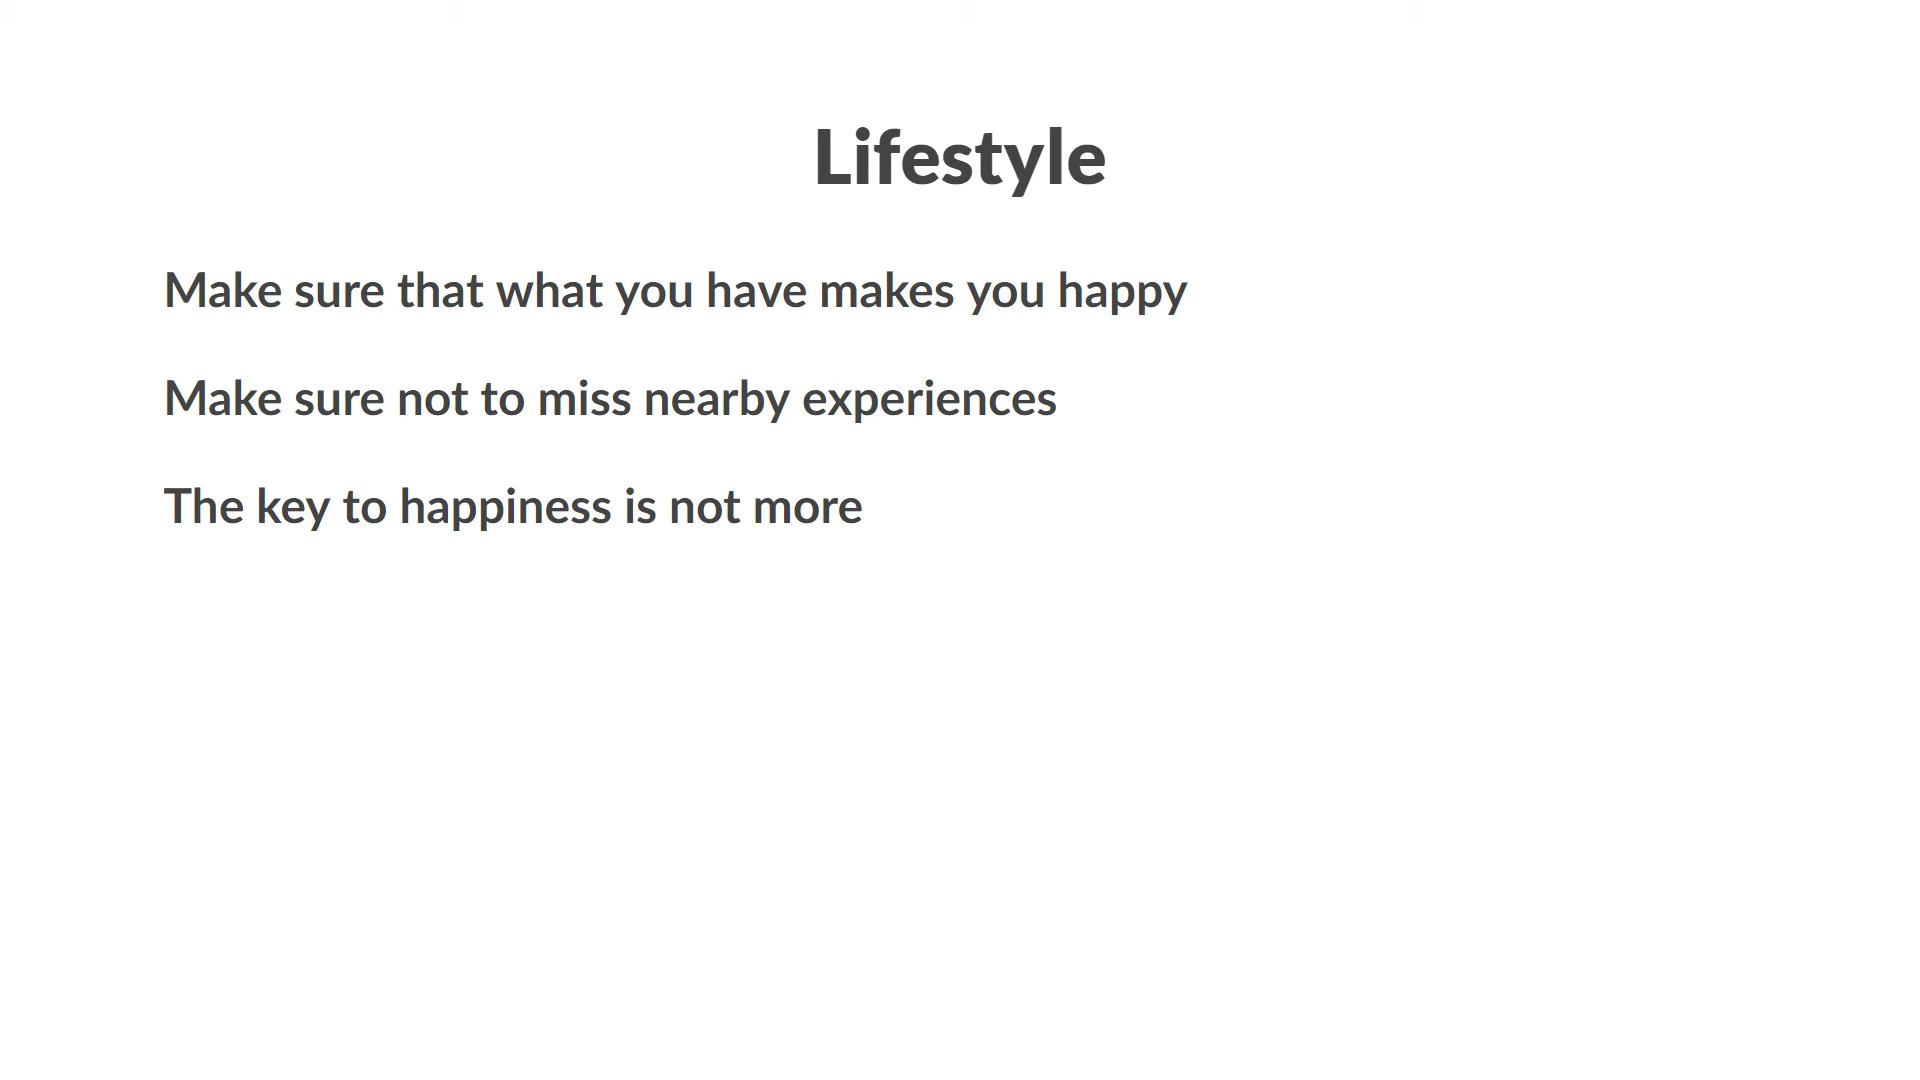 Lifestyle
Make sure that what you have makes you happy
Make sure not to miss nearby experiences
The key to happiness is not more